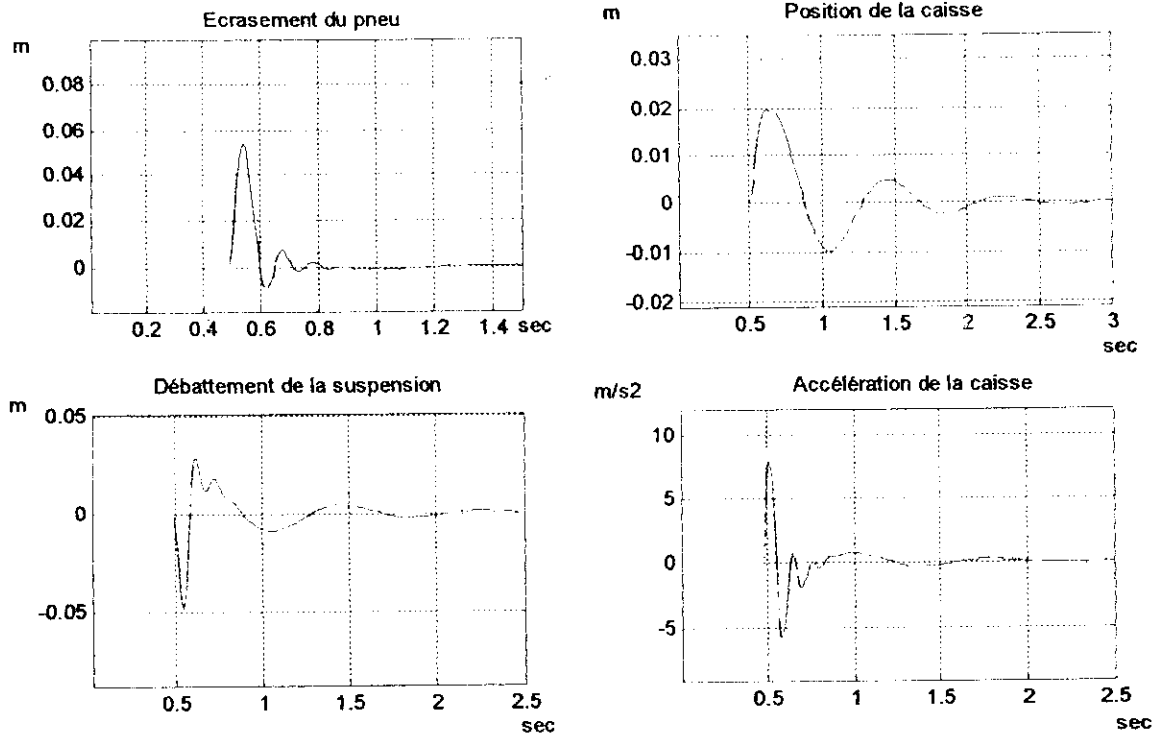 Ecrasement du pneu
m
0.08
0.06
0.04
0.02
0
0.2 0.4 0.6 0.8 1 1.2 1.4 sec
Position de la caisse
m
0.03
0.02
0.01
0
-0.01
-0.02
0.5 1 1.5 2 2.5 3
sec
Débattement de la suspension
m
0.05
0
-0.05
0.5 1 1.5 2 2.5
sec
Accélération de la caisse
m/s2
10
5
0
-5
0.5 1 1.5 2 2.5
sec